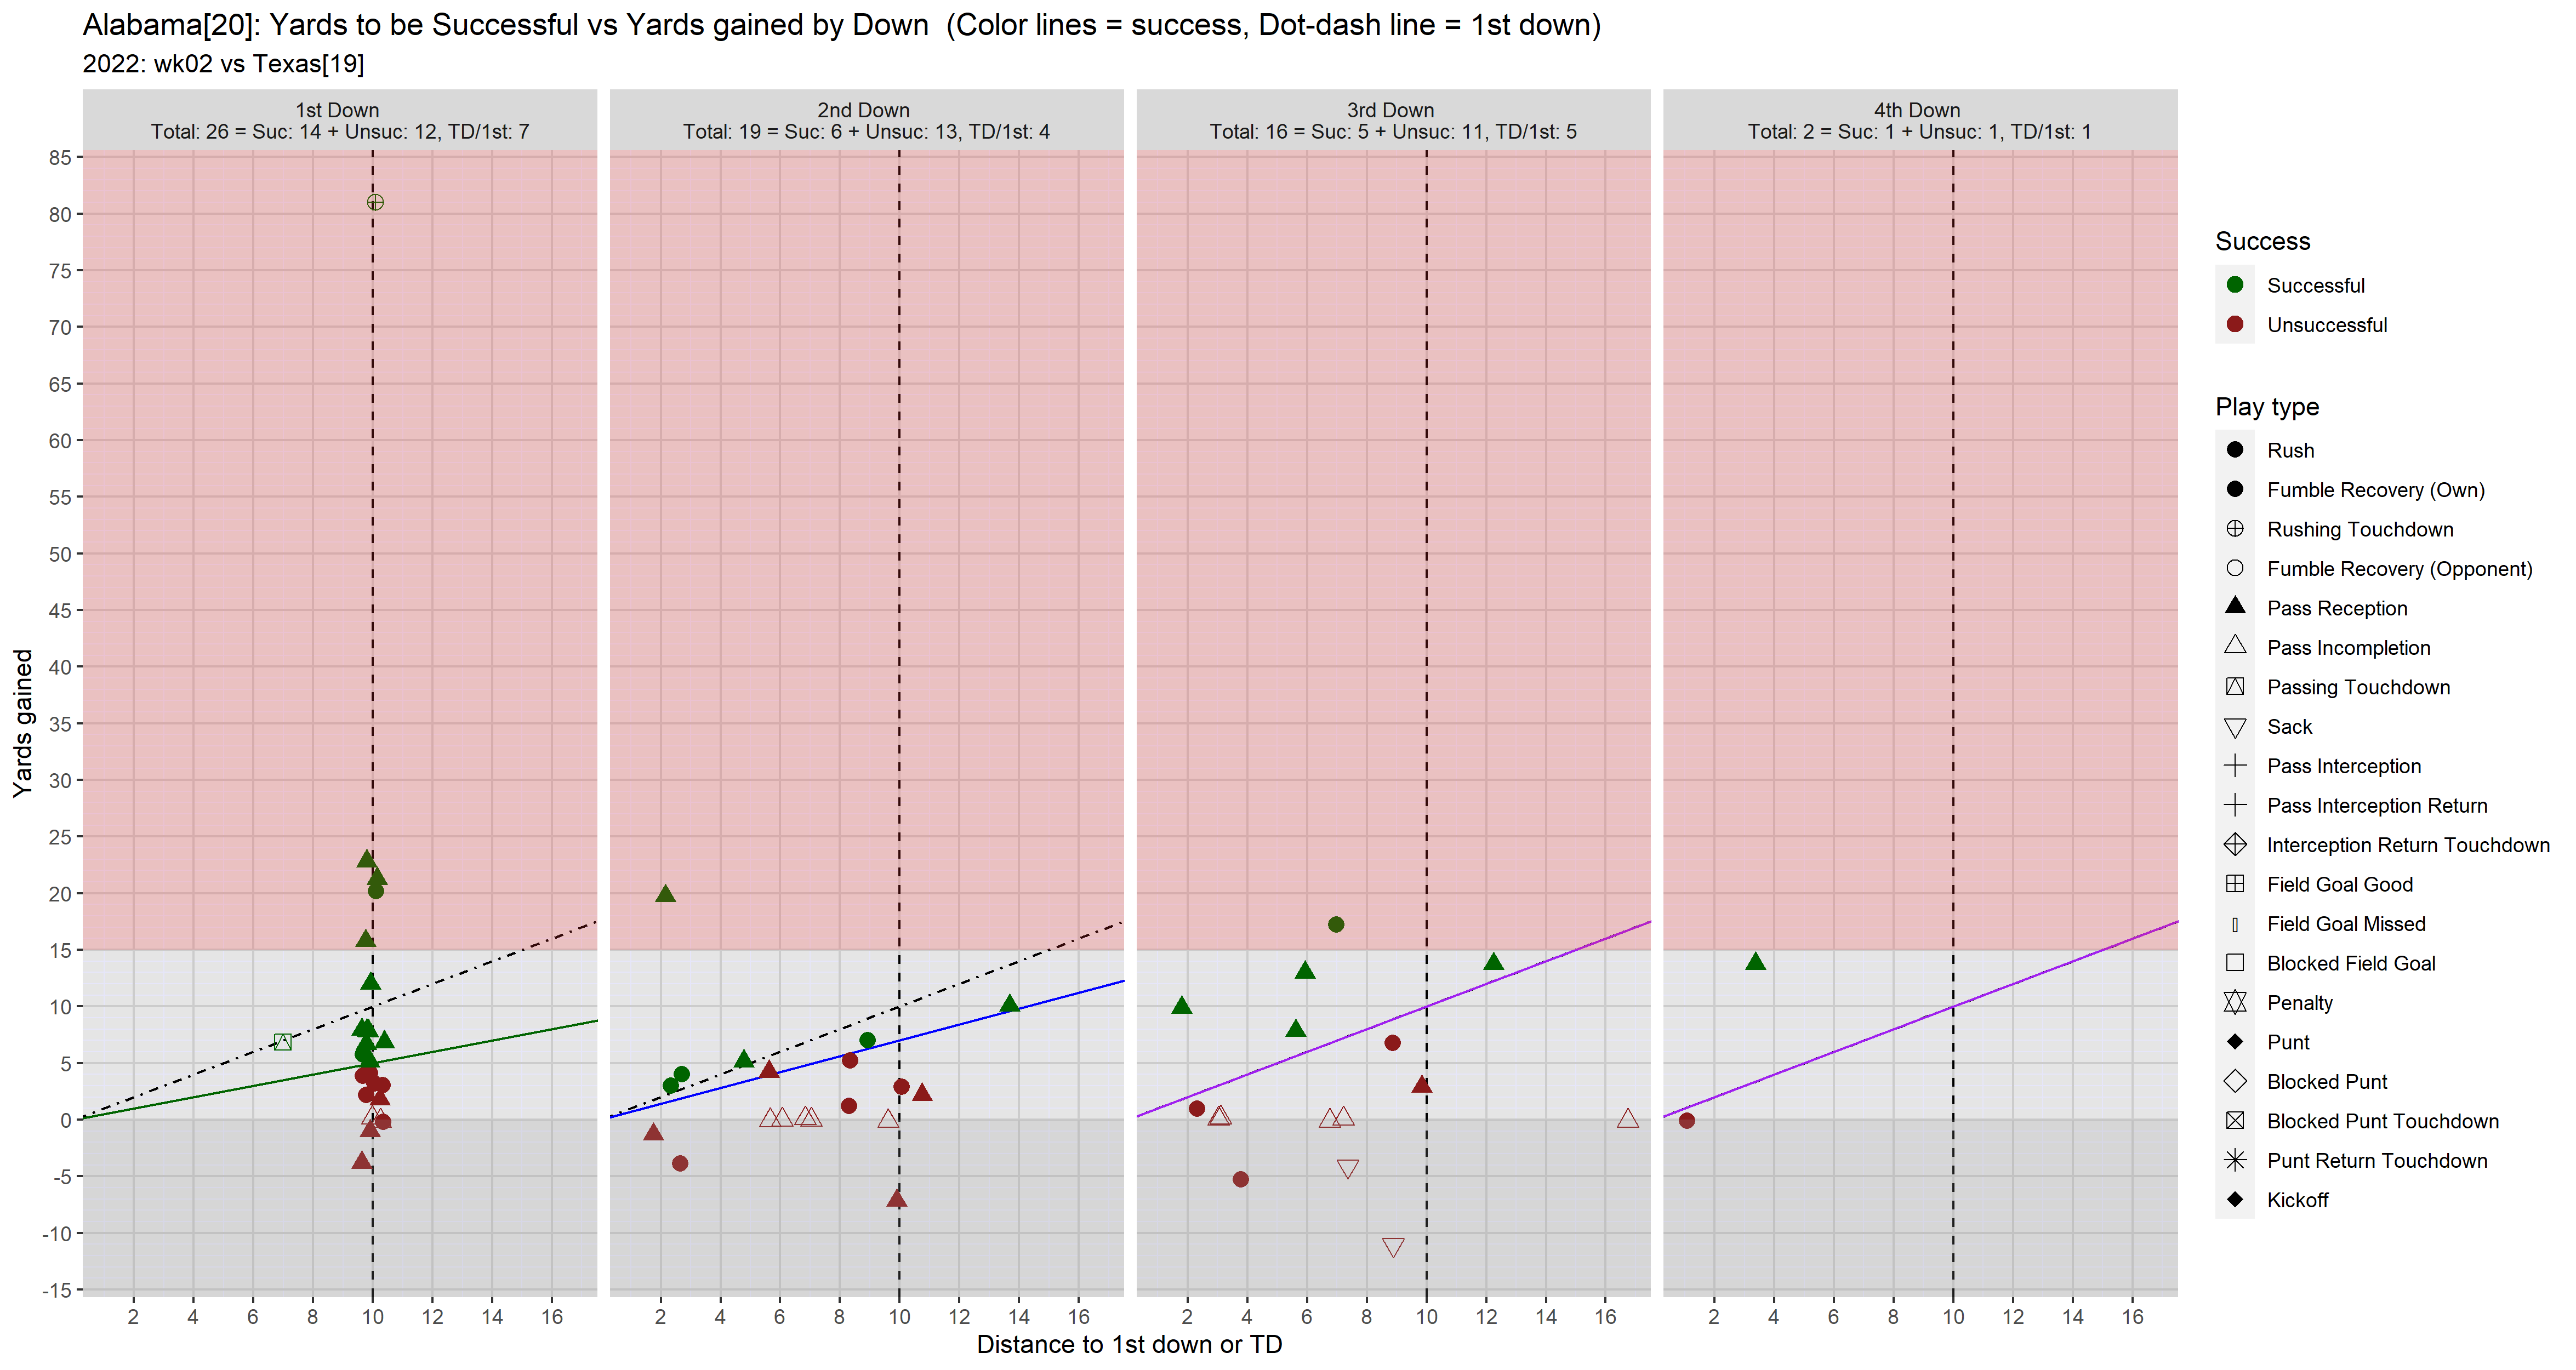 Alabama[20]: Yards to be Successful vs Yards gained by Down  (Color lines = success, Dot-dash line = 1st down)
2022: wk02 vs Texas[19]
1st Down
Total: 26 = Suc: 14 + Unsuc: 12, TD/1st: 7
2nd Down
Total: 19 = Suc: 6 + Unsuc: 13, TD/1st: 4
3rd Down
Total: 16 = Suc: 5 + Unsuc: 11, TD/1st: 5
4th Down
Total: 2 = Suc: 1 + Unsuc: 1, TD/1st: 1
85
80
75
70
65
60
55
50
45
40
35
30
25
20
15
10
5
0
-5
-10
-15
Yards gained
2 4 6 8 10 12 14 16
2 4 6 8 10 12 14 16
2 4 6 8 10 12 14 16
2 4 6 8 10 12 14 16
Distance to 1st down or TD
Success
Successful
Unsuccessful
Play type
Rush
Fumble Recovery (Own)
Rushing Touchdown
Fumble Recovery (Opponent)
Pass Reception
Pass Incompletion
Passing Touchdown
Sack
Pass Interception
Pass Interception Return
Interception Return Touchdown
Field Goal Good
Field Goal Missed
Blocked Field Goal
Penalty
Punt
Blocked Punt
Blocked Punt Touchdown
Punt Return Touchdown
Kickoff